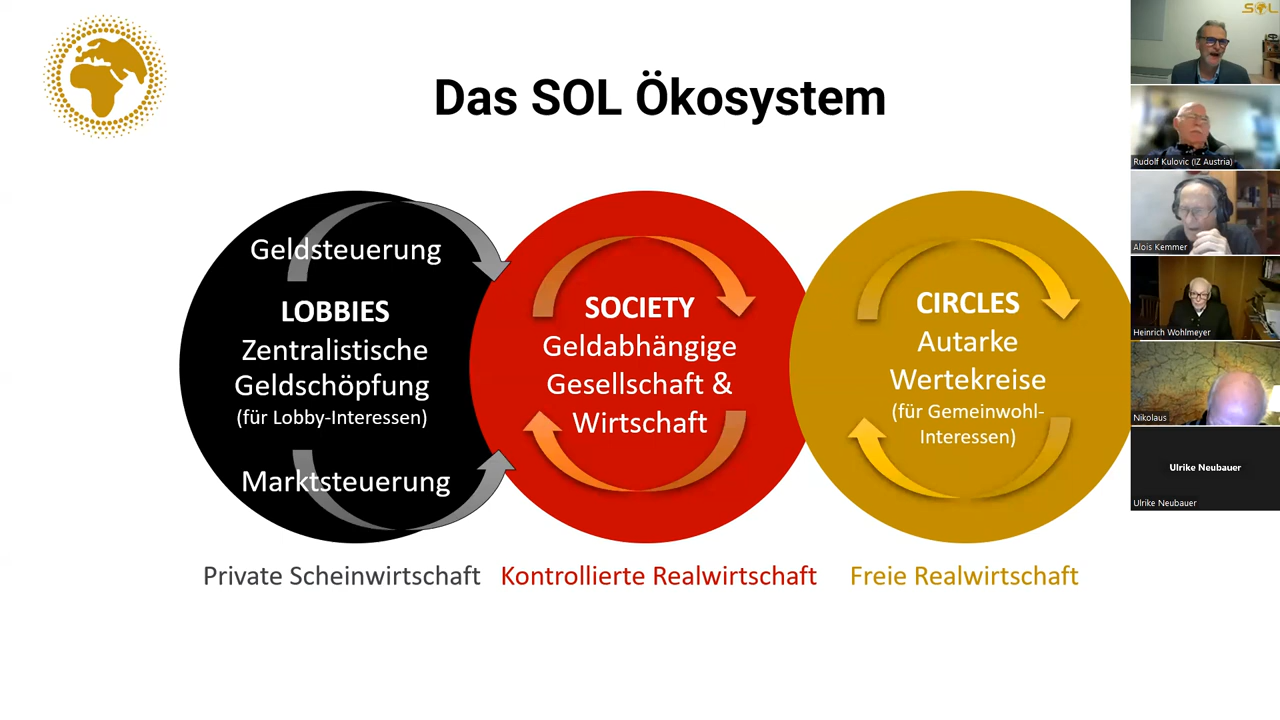 Das SOL Ökosystem
Geldsteuerung
LOBBIES
Zentralistische
Geldschöpfung
(für Lobby-Interessen)
Marktsteuerung
SOCIETY
Geldabhängige
Gesellschaft &
Wirtschaft
CIRCLES
Autarke
Wertekreise
(für Gemeinwohl-
Interessen)
Private Scheinwirtschaft
Kontrollierte Realwirtschaft
Freie Realwirtschaft
SOL
Rudolf Kulovic (IZ Austria)
Alois Kemmer
Heinrich Wohlmeyer
Nikolaus
Ulrike Neubauer
Ulrike Neubauer